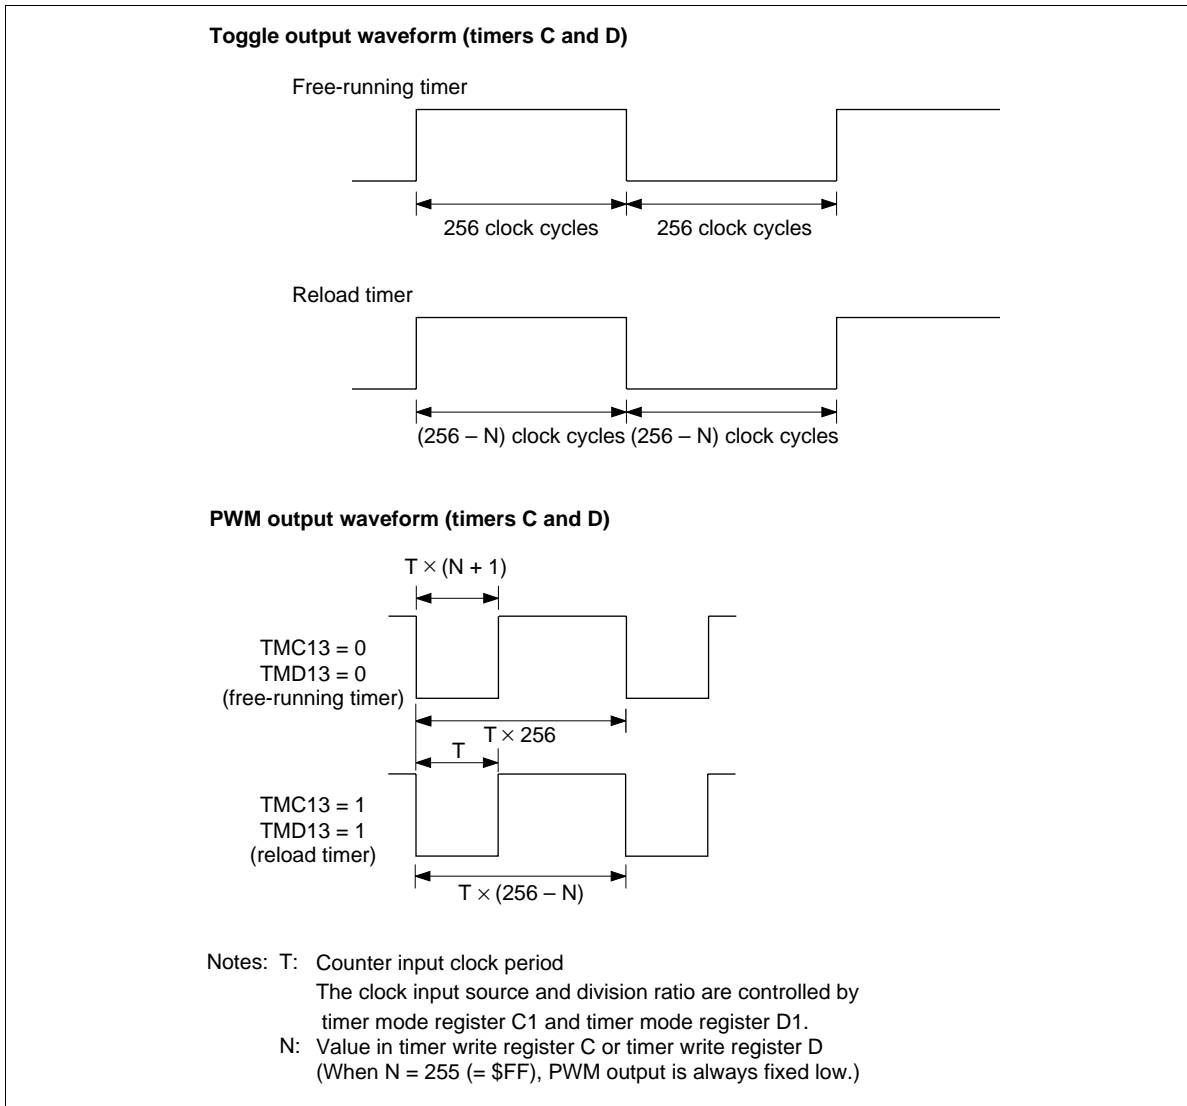 Toggle output waveform (timers C and D)
Free-running timer
256 clock cycles 256 clock cycles
Reload timer
(256 – N) clock cycles (256 – N) clock cycles
PWM output waveform (timers C and D)
T × (N + 1)
TMC13 = 0
TMD13 = 0
(free-running timer)
T × 256
T
TMC13 = 1
TMD13 = 1
(reload timer)
T × (256 – N)
Notes: T: Counter input clock period
The clock input source and division ratio are controlled by
timer mode register C1 and timer mode register D1.
N: Value in timer write register C or timer write register D
(When N = 255 (= $FF), PWM output is always fixed low.)